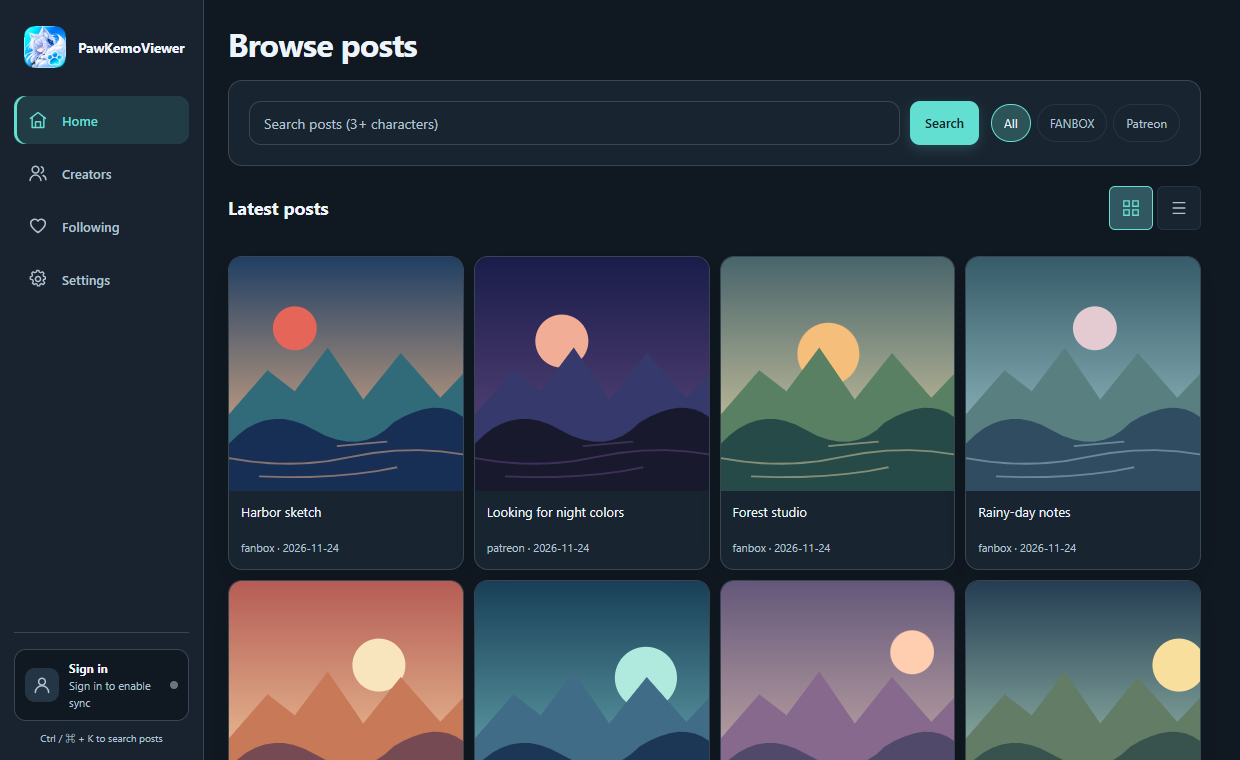 PawKemoViewer
Home
Creators
Following
Settings
Sign in
Sign in to enable
sync
Ctrl / ⌘ + K to search posts
Browse posts
Search posts (3+ characters)
Search
All
FANBOX
Patreon
Latest posts
Harbor sketch
fanbox · 2026-11-24
Looking for night colors
patreon · 2026-11-24
Forest studio
fanbox · 2026-11-24
Rainy-day notes
fanbox · 2026-11-24